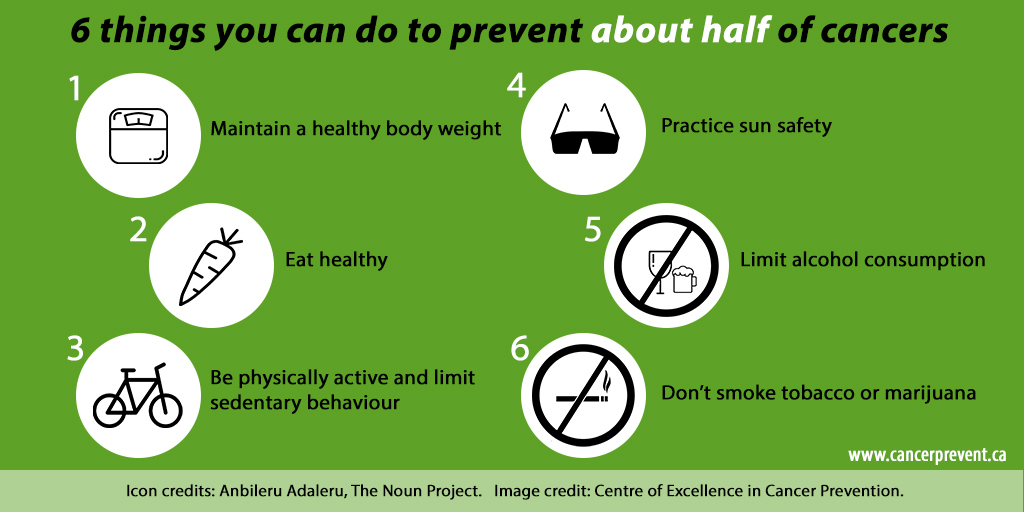 6 things you can do to prevent about half of cancers
1
Maintain a healthy body weight
2
Eat healthy
3
Be physically active and limit
sedentary behaviour
4
Practice sun safety
5
Limit alcohol consumption
6
Don't smoke tobacco or marijuana
www.cancerprevent.ca
Icon credits: Anbileru Adaleru, The Noun Project. Image credit: Centre of Excellence in Cancer Prevention.